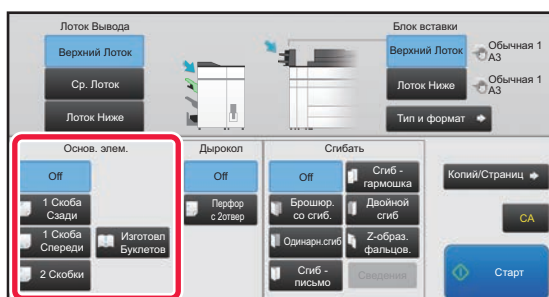 Лоток Вывода
Верхний Лоток
Ср. Лоток
Лоток Ниже
Блок вставки
Верхний Лоток
Обычная 1
A3
Лоток Ниже
Обычная 1
A3
Тип и формат
Основ. элем.
Off
1 Скоба
Сзади
1 Скоба
Спереди
2 Скобки
Изготовл
Буклетов
Дырокол
Off
Перфор
с 2отвер
Сгибать
Off
Брошюр.
со сгиб.
Одинарн.сгиб
Сгиб -
письмо
Сгиб -
гармошка
Двойной
сгиб
Z-образ.
фальцов.
Сведения
Копий/Страниц
CA
Старт